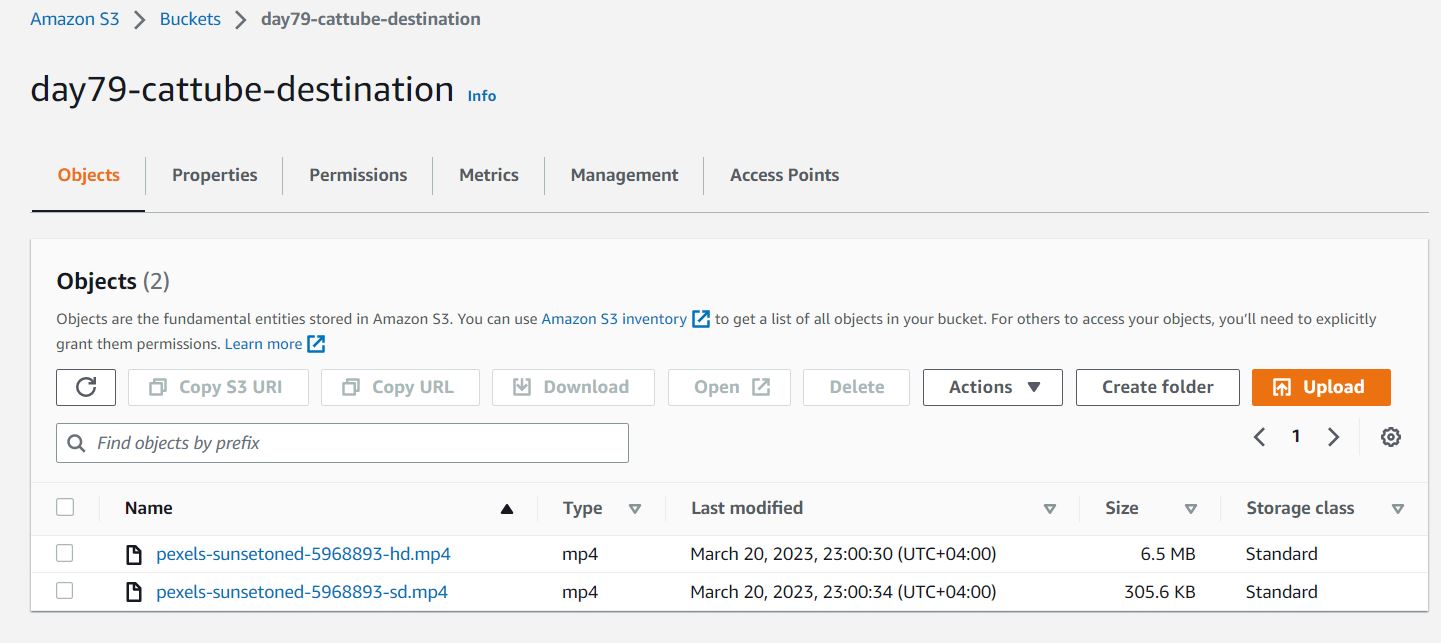 Amazon S3 > Buckets > day79-cattube-destination
day79-cattube-destination Info
Objects Properties Permissions Metrics Management Access Points
Objects (2)
Objects are the fundamental entities stored in Amazon S3. You can use Amazon S3 inventory to get a list of all objects in your bucket. For others to access your objects, you’ll need to explicitly
grant them permissions. Learn more
Copy S3 URI Copy URL Download Open Delete Actions Create folder Upload
Find objects by prefix
1
Name Type Last modified Size Storage class
pexels-sunsetoned-5968893-hd.mp4 mp4 March 20, 2023, 23:00:30 (UTC+04:00) 6.5 MB Standard
pexels-sunsetoned-5968893-sd.mp4 mp4 March 20, 2023, 23:00:34 (UTC+04:00) 305.6 KB Standard